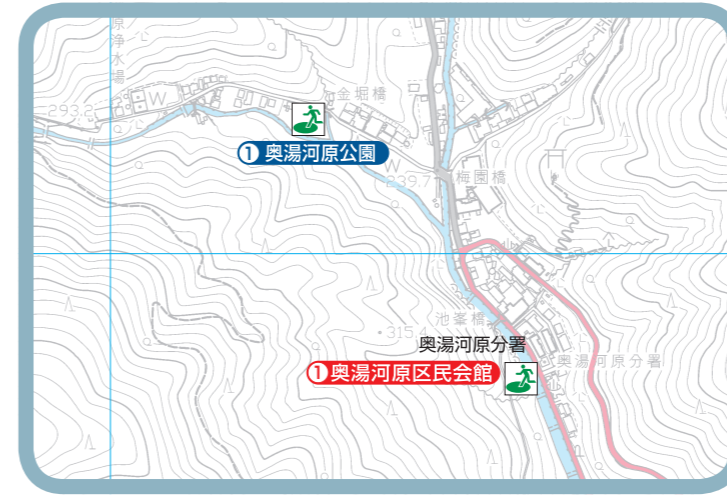 原浄水場
W
293.2
金堀橋
① 奥湯河原公園
W
239.7
梅園橋
池峯橋
315.4
奥湯河原分署
奥湯河原分署
① 奥湯河原区民会館